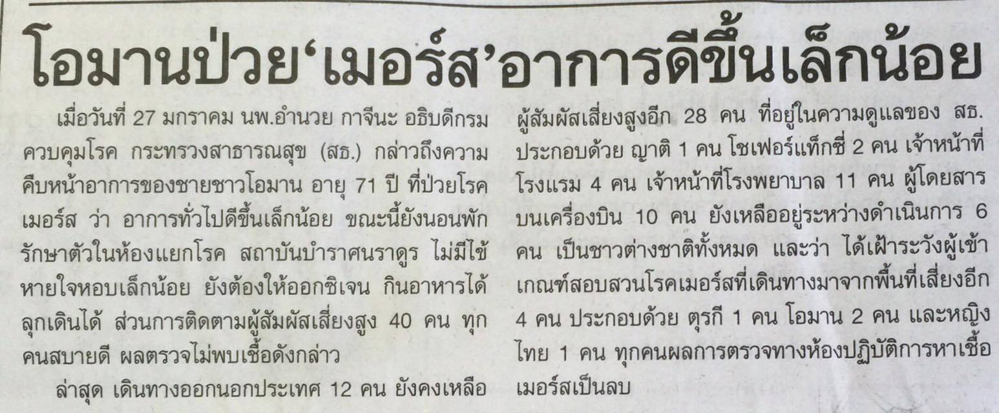 โอมานป่วย‘เมอร์ส’อาการดีขึ้นเล็กน้อย
เมื่อวันที่ 27 มกราคม นพ.อำนวย กาจีนะ อธิบดีกรม
ควบคุมโรค กระทรวงสาธารณสุข (สธ.) กล่าวถึงความ
คืบหน้าอาการของชายชาวโอมาน อายุ 71 ปี ที่ป่วยโรค
เมอร์ส ว่า อาการทั่วไปดีขึ้นเล็กน้อย ขณะนี้ยังนอนพัก
รักษาตัวในห้องแยกโรค สถาบันบำราศนราดูร ไม่มีไข้
หายใจหอบเล็กน้อย ยังต้องให้ออกซิเจน กินอาหารได้
ลุกเดินได้ ส่วนการติดตามผู้สัมผัสเสี่ยงสูง 40 คน ทุก
คนสบายดี ผลตรวจไม่พบเชื้อดังกล่าว
ล่าสุด เดินทางออกนอกประเทศ 12 คน ยังคงเหลือ
ผู้สัมผัสเสี่ยงสูงอีก 28 คน ที่อยู่ในความดูแลของ สธ.
ประกอบด้วย ญาติ 1 คน โชเฟอร์แท็กซี่ 2 คน เจ้าหน้าที่
โรงแรม 4 คน เจ้าหน้าที่โรงพยาบาล 11 คน ผู้โดยสาร
บนเครื่องบิน 10 คน ยังเหลืออยู่ระหว่างดำเนินการ 6
คน เป็นชาวต่างชาติทั้งหมด และว่า ได้เฝ้าระวังผู้เข้า
เกณฑ์สอบสวนโรคเมอร์สที่เดินทางมาจากพื้นที่เสี่ยงอีก
4 คน ประกอบด้วย ตุรกี 1 คน โอมาน 2 คน และหญิง
ไทย 1 คน ทุกคนผลการตรวจทางห้องปฏิบัติการหาเชื้อ
เมอร์สเป็นลบ